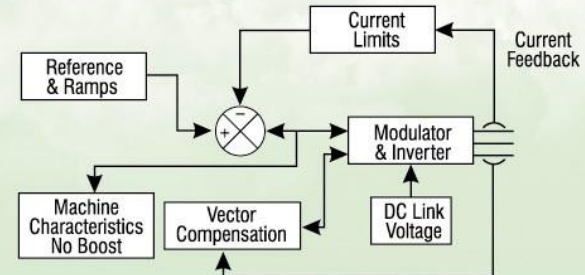 Current
Limits
Current
Feedback
Reference
& Ramps
−
+
Modulator
& Inverter
Machine
Characteristics
No Boost
Vector
Compensation
DC Link
Voltage